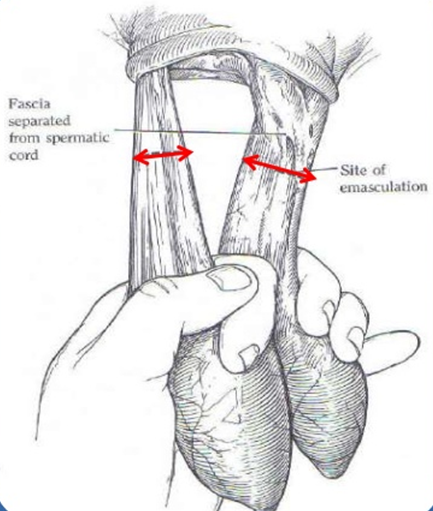 Fascia
separated
from spermatic
cord
Site of
emasculation